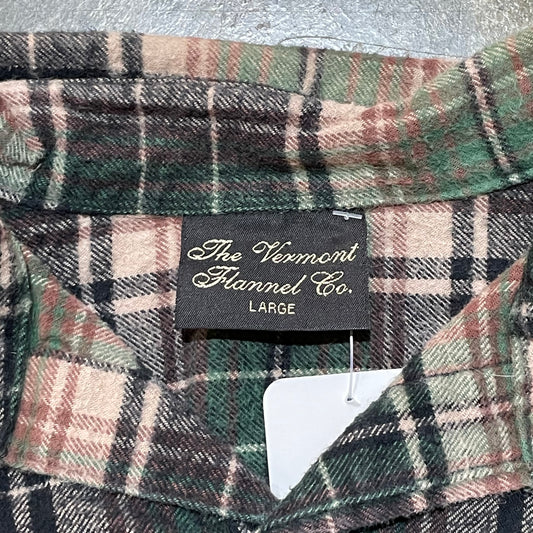 The Vermont
Flannel Co.
LARGE